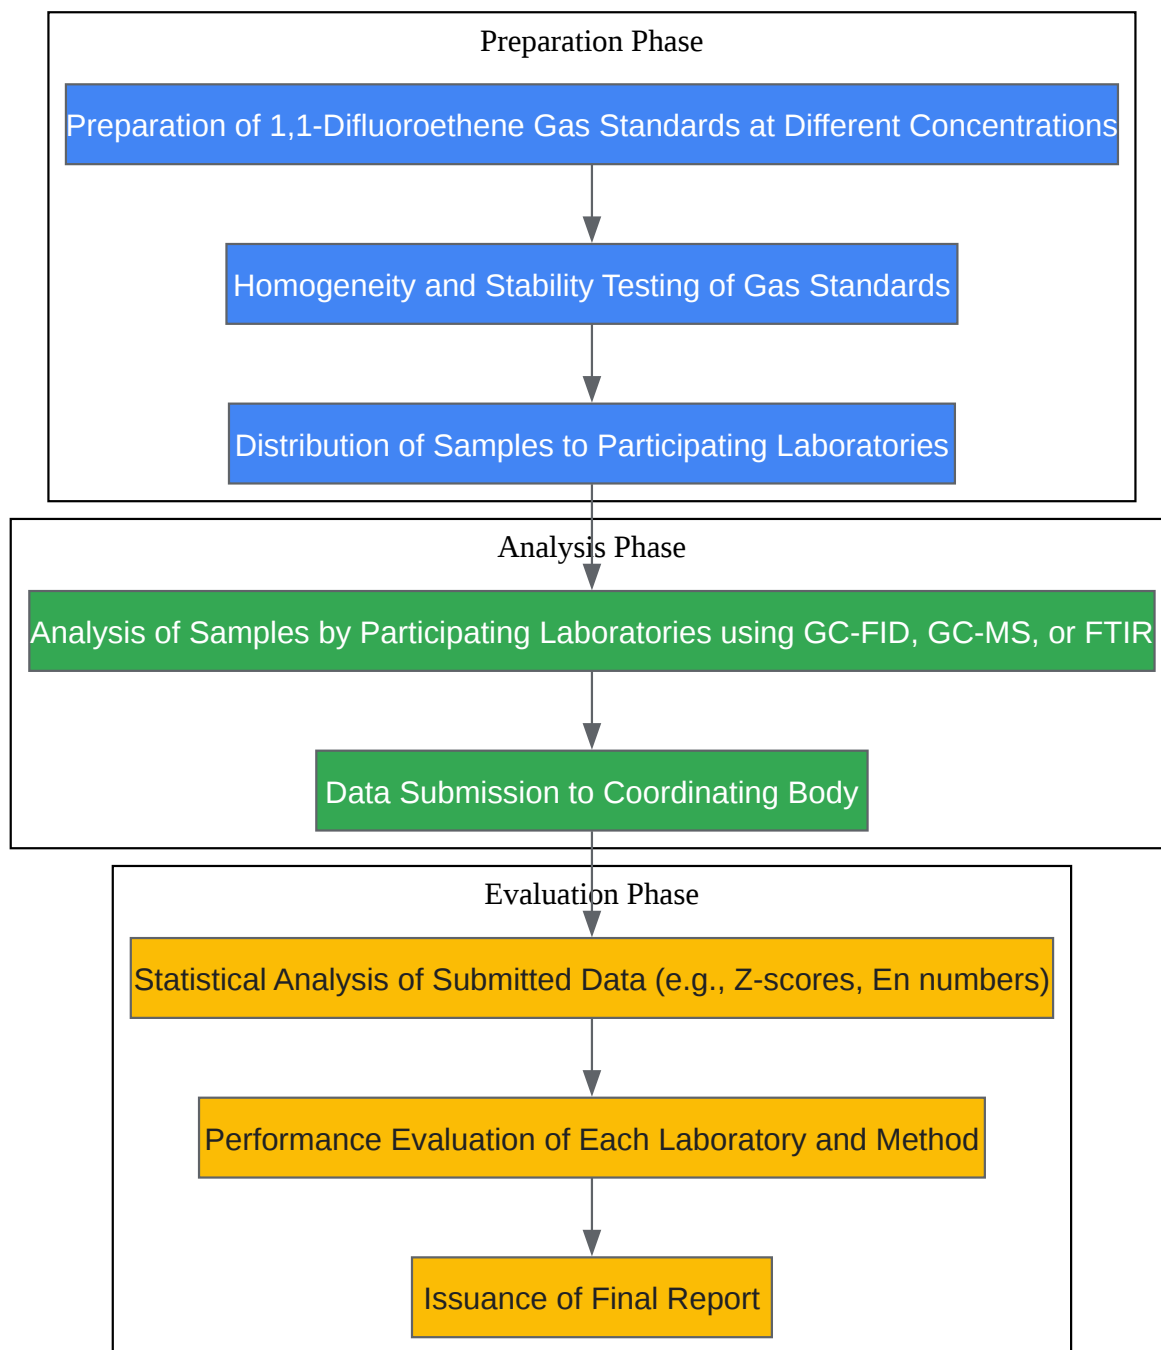 Preparation Phase
Preparation of 1,1-Difluoroethene Gas Standards at Different Concentrations
Homogeneity and Stability Testing of Gas Standards
Distribution of Samples to Participating Laboratories
Analysis Phase
Analysis of Samples by Participating Laboratories using GC-FID, GC-MS, or FTIR
Data Submission to Coordinating Body
Evaluation Phase
Statistical Analysis of Submitted Data (e.g., Z-scores, En numbers)
Performance Evaluation of Each Laboratory and Method
Issuance of Final Report